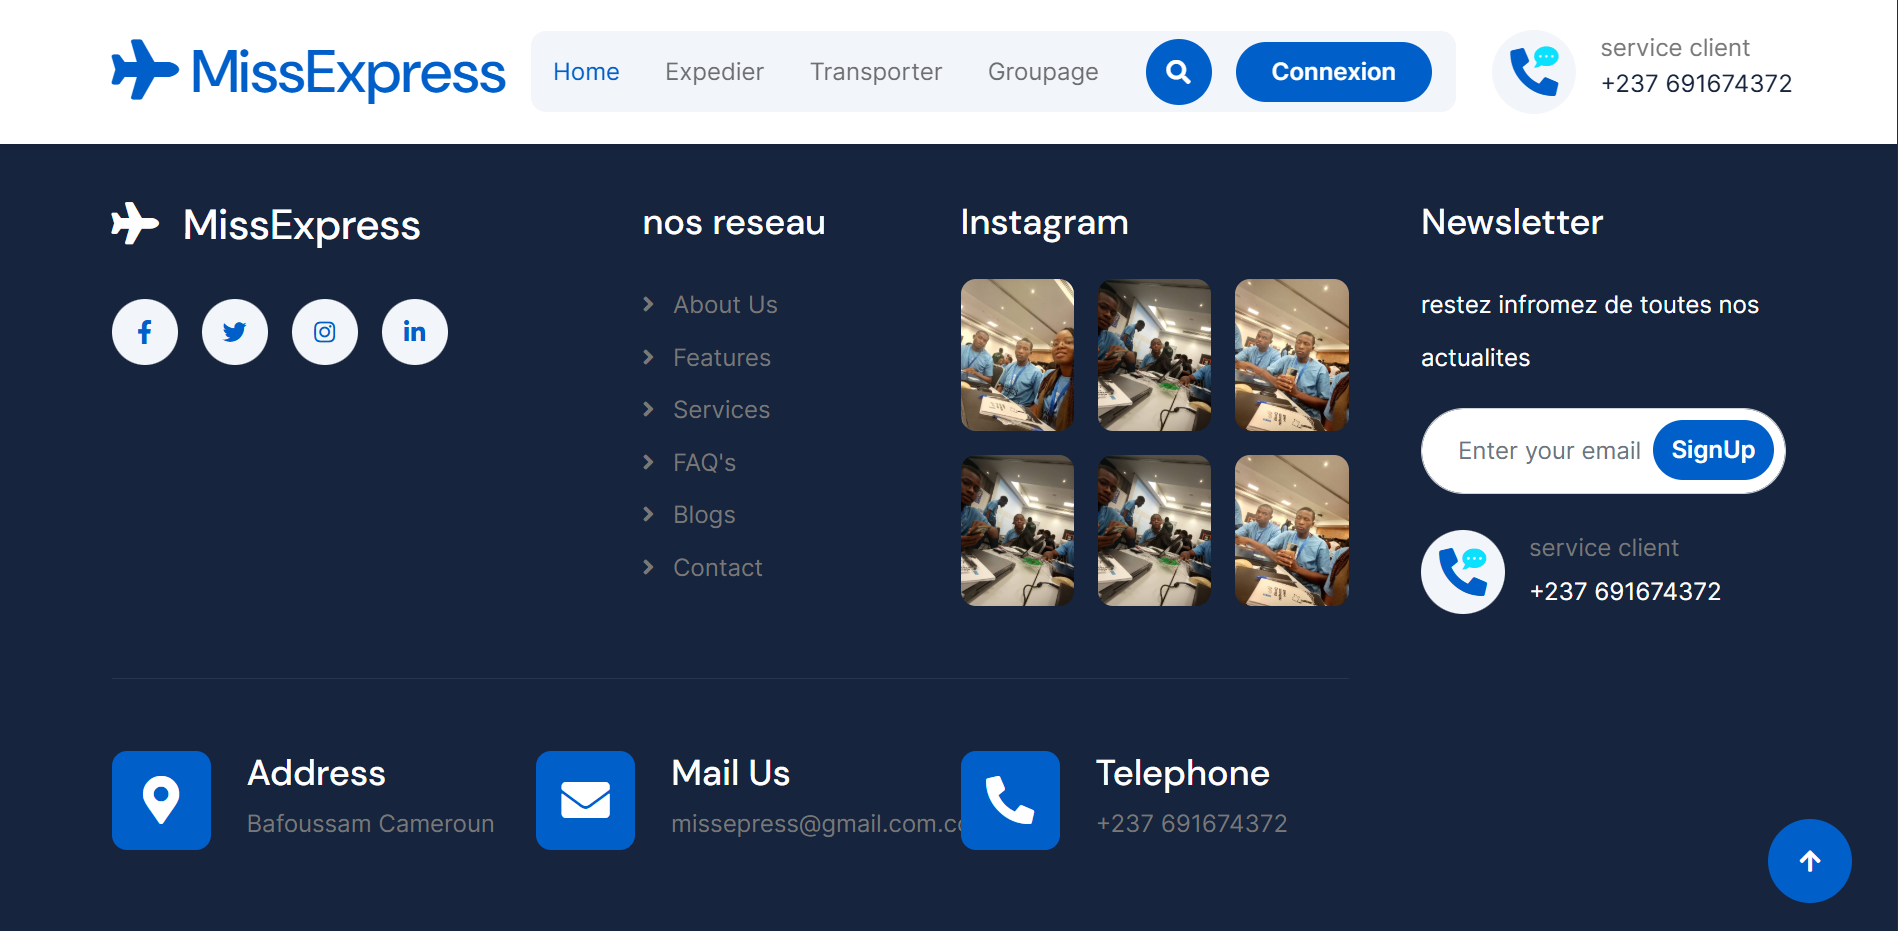 MissExpress
Home Expedier Transporter Groupage
Connexion
service client
+237 691674372
MissExpress
nos reseau
About Us
Features
Services
FAQ's
Blogs
Contact
Instagram
Newsletter
restez infromez de toutes nos
actualites
Enter your email SignUp
service client
+237 691674372
Address
Bafoussam Cameroun
Mail Us
missepress@gmail.com.c
Telephone
+237 691674372